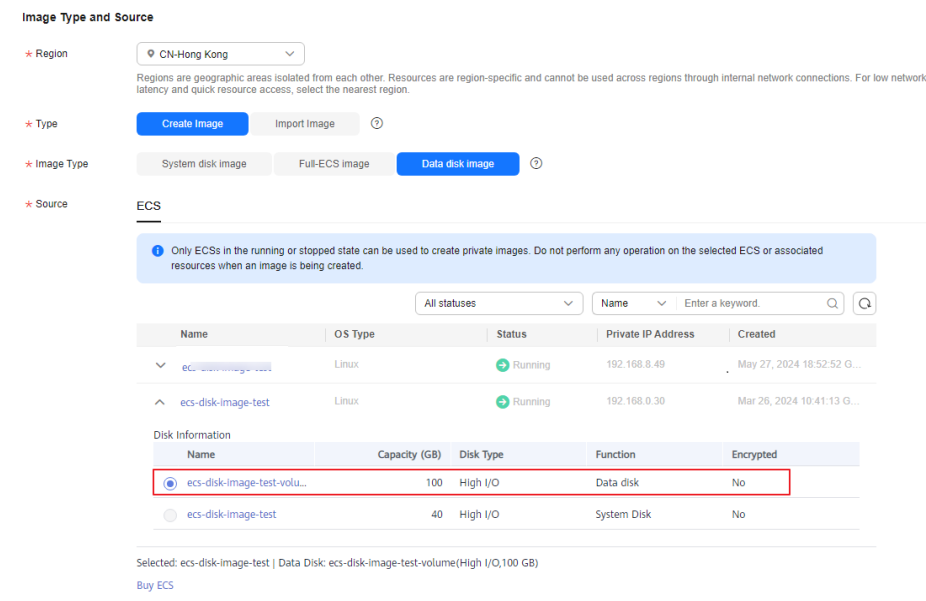 Image Type and Source
* Region
CN-Hong Kong
Regions are geographic areas isolated from each other. Resources are region-specific and cannot be used across regions through internal network connections. For low network
latency and quick resource access, select the nearest region.
* Type
Create Image
Import Image
?
* Image Type
System disk image
Full-ECS image
Data disk image
?
* Source
ECS
Only ECSs in the running or stopped state can be used to create private images. Do not perform any operation on the selected ECS or associated
resources when an image is being created.
All statuses
Name
Enter a keyword.
Name OS Type Status Private IP Address Created
Linux Running 192.168.8.49 May 27, 2024 18:52:52 G...
ecs-disk-image-test Linux Running 192.168.0.30 Mar 26, 2024 10:41:13 G...
Disk Information
Name Capacity (GB) Disk Type Function Encrypted
ecs-disk-image-test-volu... 100 High I/O Data disk No
ecs-disk-image-test 40 High I/O System Disk No
Selected: ecs-disk-image-test | Data Disk: ecs-disk-image-test-volume(High I/O,100 GB)
Buy ECS